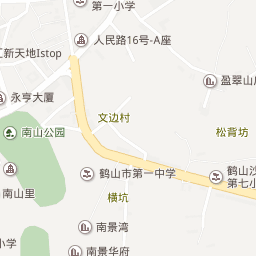 第一小学
人民路16号-A座
汇新天地Istop
盈翠山
永亨大厦
文边村
南山公园
松背坊
鹤山市第一中学
鹤山沙
第七小
南山里
横坑
南景湾
小学
南景华府